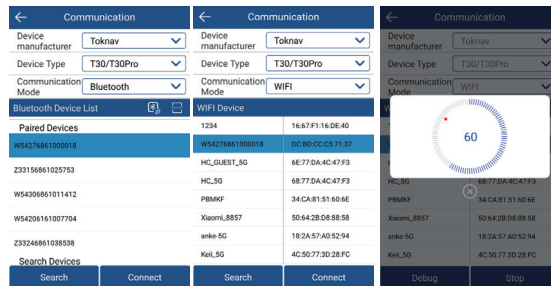 Communication
Device manufacturer
Toknav
Device Type
T30/T30Pro
Communication Mode
Bluetooth
Bluetooth Device List
Paired Devices
W54276861000018
Z33156861025753
W54306861011412
W54206161007704
Z33246861038538
Search Devices
Search
Connect
Communication
Device manufacturer
Toknav
Device Type
T30/T30Pro
Communication Mode
WIFI
WIFI Device
1234 16:67:F1:16:DE:40
W54276861000018 DC:BD:CC:C5:71:37
HC_GUEST_5G 6E:77:DA:4C:47:F3
HC_5G 68:77:DA:4C:47:F3
PBMKF 34:CA:81:51:60:6E
Xiaomi_8857 50:64:2B:D8:88:58
anke-5G 18:2A:57:A0:52:94
Keii_5G 4C:50:77:3D:28:FC
Search
Connect
Communication
Device manufacturer
Toknav
Device Type
T30/T30Pro
Communication Mode
WIFI
60
HC_5G 68:77:DA:4C:47:F3
PBMKF 34:CA:81:51:60:6E
Xiaomi_8857 50:64:2B:D8:88:58
anke-5G 18:2A:57:A0:52:94
Keii_5G 4C:50:77:3D:28:FC
Debug
Stop